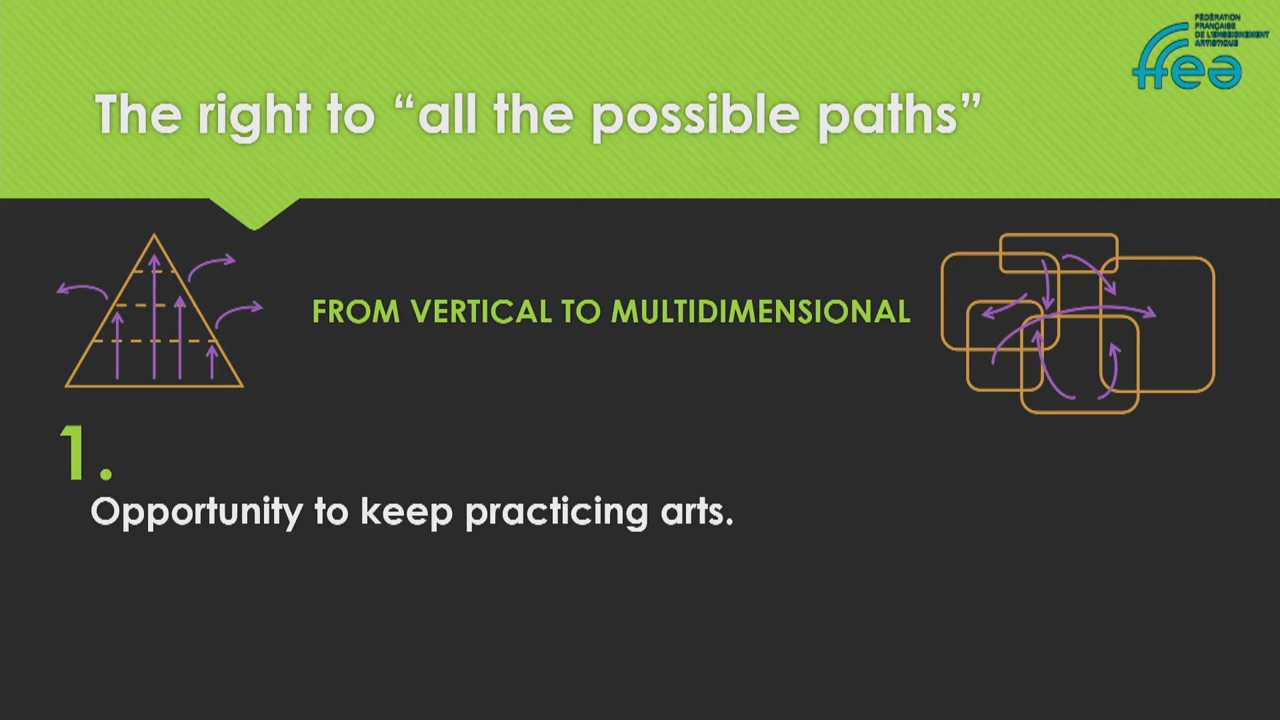 FÉDÉRATION
FRANÇAISE
DE L'ENSEIGNEMENT
ARTISTIQUE
ffea
The right to “all the possible paths”
FROM VERTICAL TO MULTIDIMENSIONAL
1.
Opportunity to keep practicing arts.